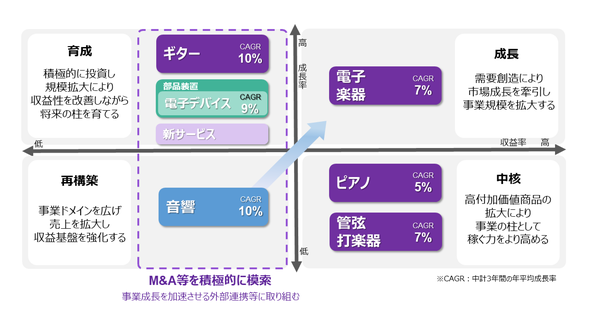 育成
積極的に投資し
規模拡大により
収益性を改善しながら
将来の柱を育てる
ギター
CAGR
10%
部品装置
電子デバイス
CAGR
9%
新サービス
高
成長率
電子
楽器
CAGR
7%
成長
需要創造により
市場成長を牽引し
事業規模を拡大する
低
収益率 高
再構築
事業ドメインを広げ
売上を拡大し
収益基盤を強化する
音響
CAGR
10%
ピアノ
CAGR
5%
管弦
打楽器
CAGR
7%
中核
高付加価値商品の
拡大により
事業の柱として
稼ぐ力をより高める
低
M&A等を積極的に模索
事業成長を加速させる外部連携等に取り組む
※CAGR:中計3年間の年平均成長率